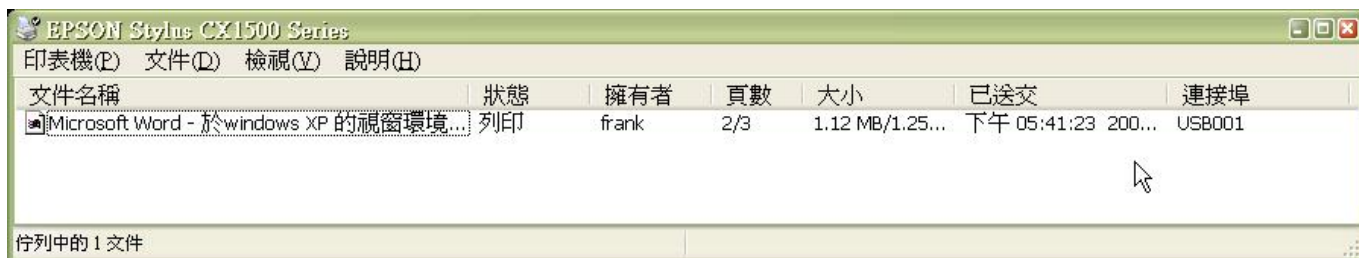 EPSON Stylus CX1500 Series
印表機(P) 文件(D) 檢視(V) 說明(H)
文件名稱 狀態 擁有者 頁數 大小 已送交 連接埠
Microsoft Word - 於windows XP 的視窗環境... 列印 frank 2/3 1.12 MB/1.25... 下午 05:41:23 200... USB001
佇列中的 1 文件